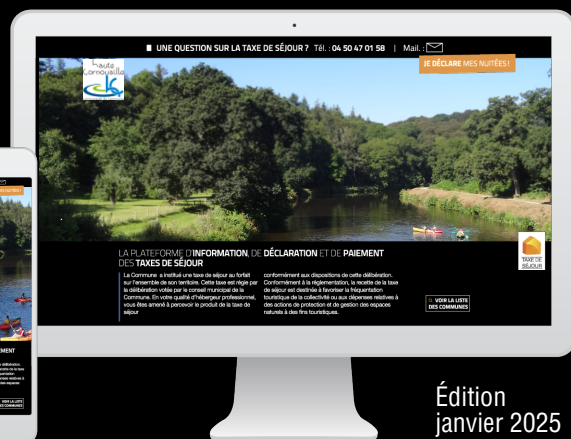 UNE QUESTION SUR LA TAXE DE SÉJOUR ? Tél. : 04 50 47 01 58 | Mail. :
JE DÉCLARE MES NUITÉES !
haute
Cornouaille
LA PLATEFORME D'INFORMATION, DE DÉCLARATION ET DE PAIEMENT
DES TAXES DE SÉJOUR
La Commune a institué une taxe de séjour au forfait
sur l'ensemble de son territoire. Cette taxe est régie par
la délibération votée par le conseil municipal de la
Commune. En votre qualité d'hébergeur professionnel,
vous êtes amené à percevoir le produit de la taxe de
séjour
conformément aux dispositions de cette délibération.
Conformément à la réglementation, la recette de la taxe
de séjour est destinée à favoriser la fréquentation
touristique de la collectivité ou aux dépenses relatives à
des actions de protection et de gestion des espaces
naturels à des fins touristiques.
TAXE DE
SÉJOUR
VOIR LA LISTE
DES COMMUNES
Édition
janvier 2025